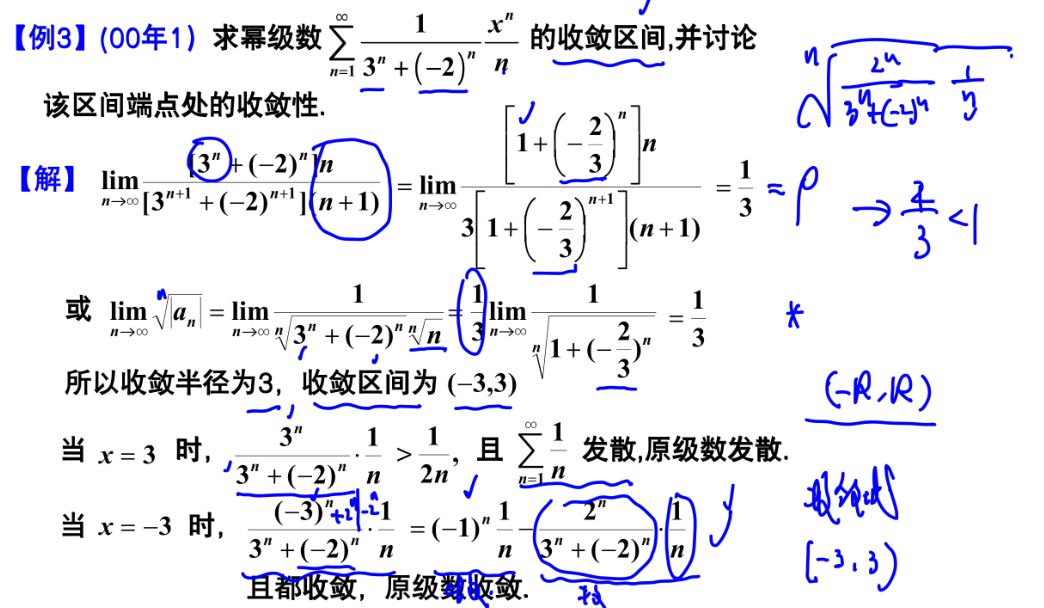 【例3】(00年1) 求幂级数 $\sum_{n=1}^{\infty} \frac{1}{3^n+(-2)^n} \frac{x^n}{n}$ 的收敛区间,并讨论
该区间端点处的收敛性.
$\sqrt[n]{\frac{2^n}{3^n+(-2)^n} \frac{1}{n}}$
【解】 $\lim_{n\to\infty} \frac{[3^n+(-2)^n]n}{[3^{n+1}+(-2)^{n+1}](n+1)} = \lim_{n\to\infty} \frac{\left[1+\left(-\frac{2}{3}\right)^n\right]n}{3\left[1+\left(-\frac{2}{3}\right)^{n+1}\right](n+1)} = \frac{1}{3}$ = ρ
→ $\frac{2}{3}$ < 1
或 $\lim_{n\to\infty} \sqrt[n]{|a_n|} = \lim_{n\to\infty} \frac{1}{\sqrt[n]{3^n+(-2)^n}\sqrt[n]{n}} = \frac{1}{3} \lim_{n\to\infty} \frac{1}{\sqrt[n]{1+(-\frac{2}{3})^n}} = \frac{1}{3}$ *
所以收敛半径为3, 收敛区间为 (−3,3)
(-R,R)
当 x = 3 时, $\frac{3^n}{3^n+(-2)^n} \cdot \frac{1}{n} > \frac{1}{2n}$, 且 $\sum_{n=1}^{\infty} \frac{1}{n}$ 发散,原级数发散.
收敛域
当 x = −3 时, $\frac{(-3)^n}{3^n+(-2)^n} \cdot \frac{1}{n} = (-1)^n \frac{1}{n} - \frac{2^n}{3^n+(-2)^n} \cdot \frac{1}{n}$
+2ⁿ-2ⁿ
[-3,3)
且都收敛, 原级数收敛.